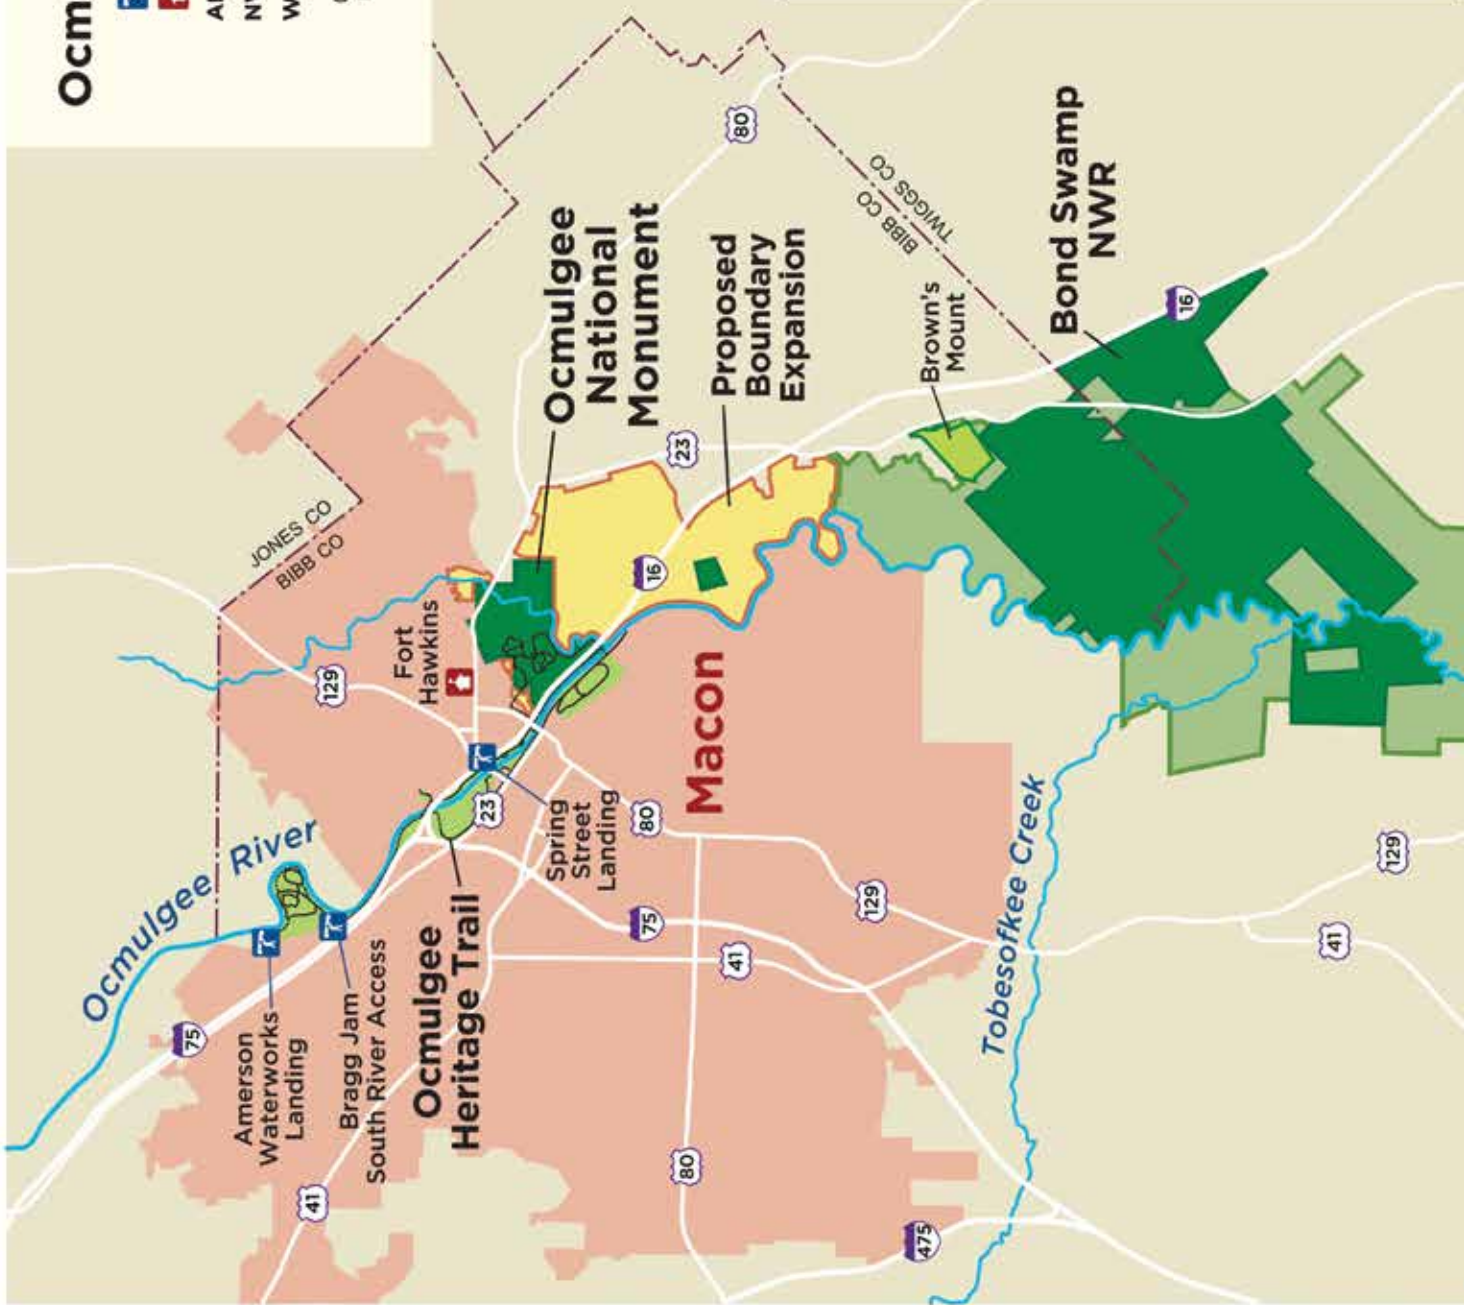 Ocm
JONES CO
BIBB CO
TWIGGS CO
BIBB CO
Ocmulgee
National
Monument
Proposed
Boundary
Expansion
Brown's
Mount
Bond Swamp
NWR
Fort
Hawkins
Macon
Spring
Street
Landing
Ocmulgee River
Amerson
Waterworks
Landing
Bragg Jam
South River Access
Ocmulgee
Heritage Trail
Tobesofkee Creek
80
23
16
16
129
23
80
75
129
75
41
41
80
475
129
41